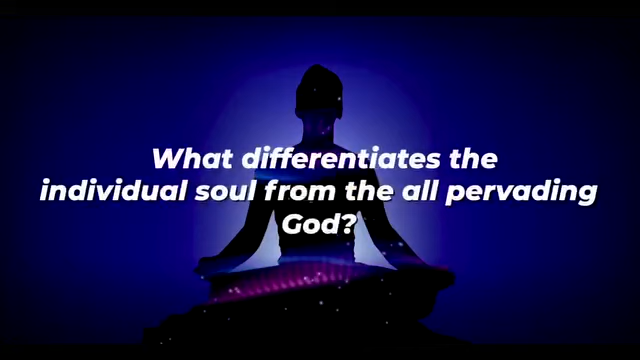 What differentiates the
individual soul from the all pervading
God?